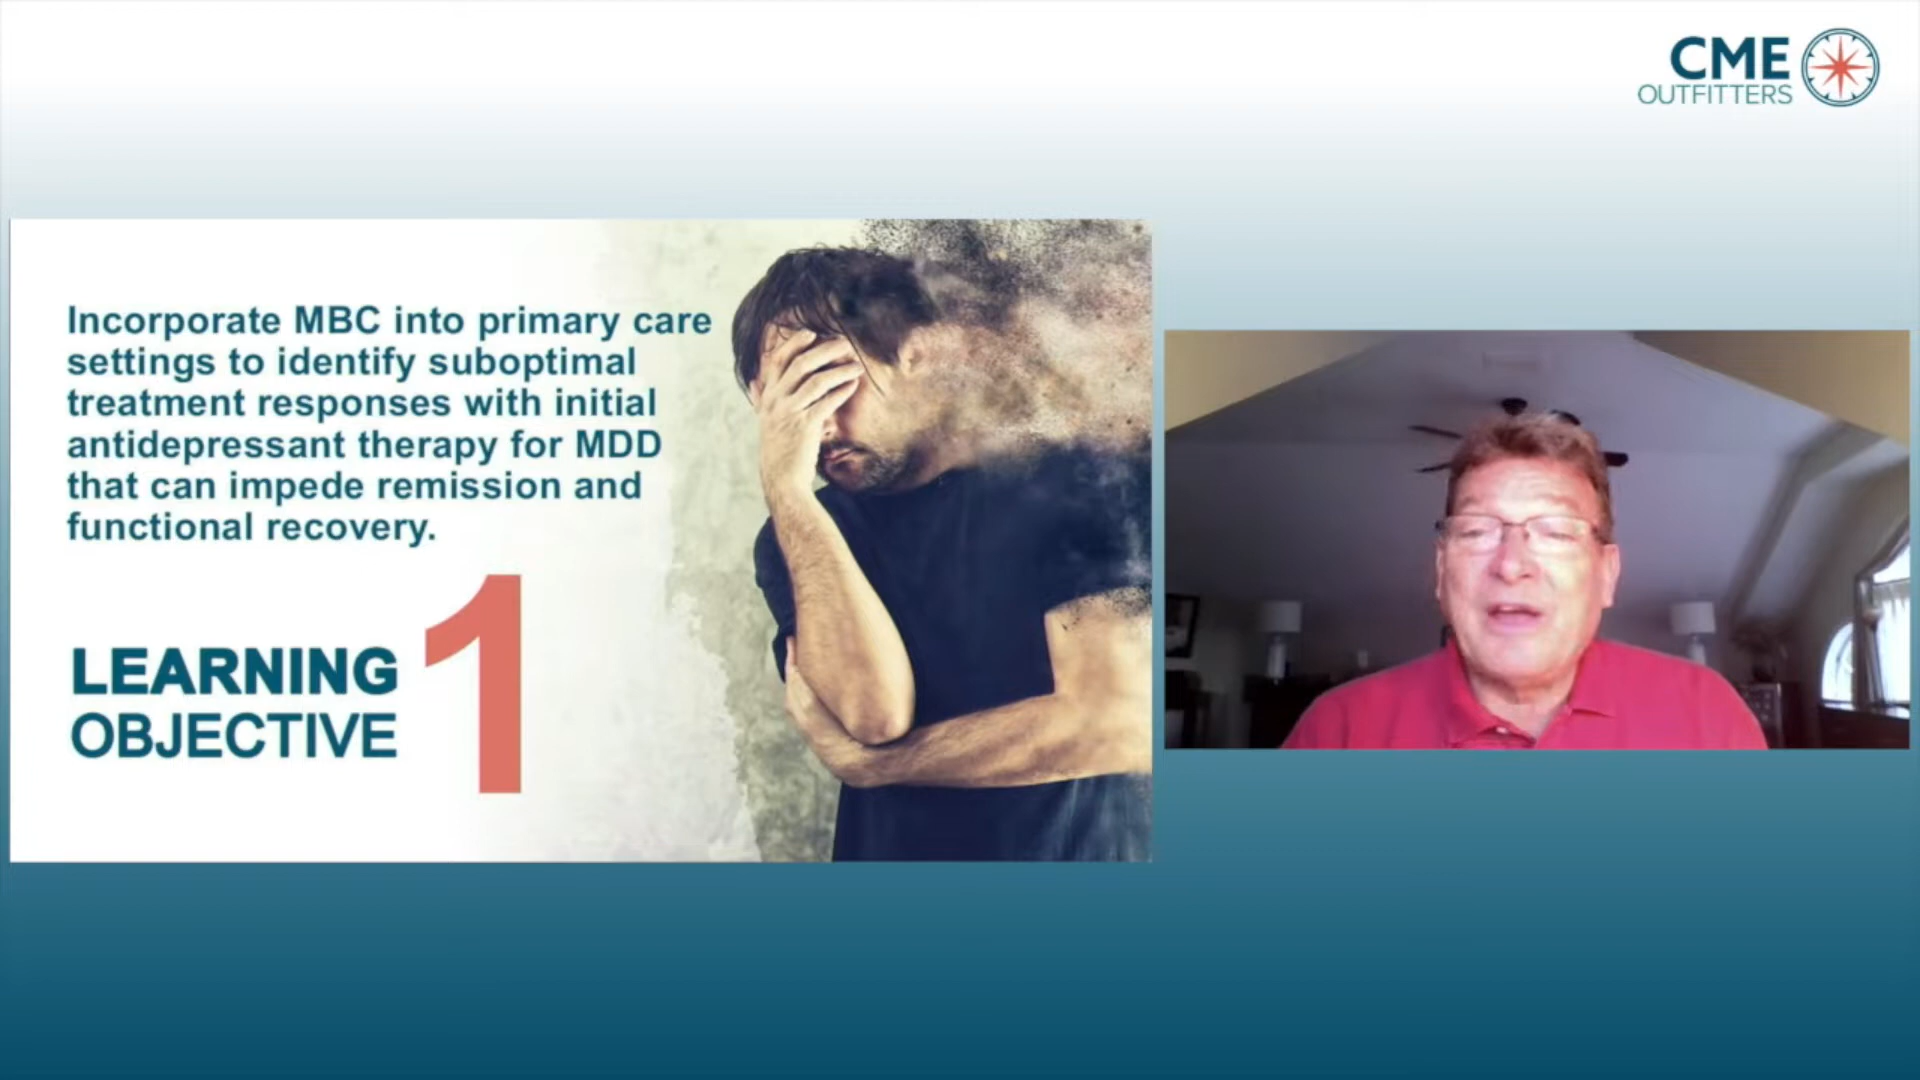 CME
OUTFITTERS
Incorporate MBC into primary care
settings to identify suboptimal
treatment responses with initial
antidepressant therapy for MDD
that can impede remission and
functional recovery.
LEARNING
OBJECTIVE
1